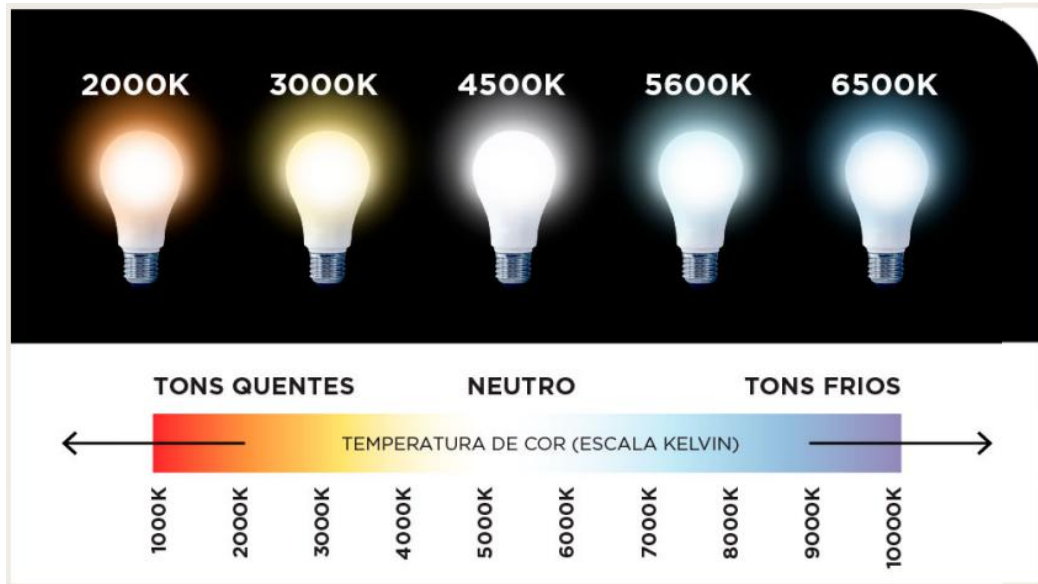 2000K 3000K 4500K 5600K 6500K
TONS QUENTES NEUTRO TONS FRIOS
TEMPERATURA DE COR (ESCALA KELVIN)
1000K 2000K 3000K 4000K 5000K 6000K 7000K 8000K 9000K 10000K